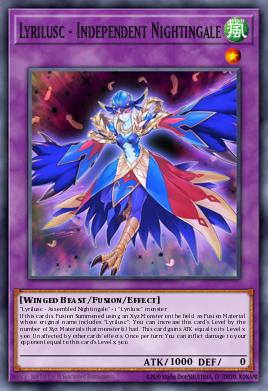 Lyrilusc - Independent Nightingale
[Winged Beast/Fusion/Effect]
"Lyrilusc - Assembled Nightingale" + 1 "Lyrilusc" monster
If this card is Fusion Summoned using an Xyz Monster on the field as Fusion Material
whose original name includes "Lyrilusc": You can increase this card's Level by the
number of Xyz Materials that monster(s) had. This card gains ATK equal to its Level x
500. Unaffected by other cards' effects. Once per turn: You can inflict damage to your
opponent equal to this card's Level x 500.
ATK/1000 DEF/ 0